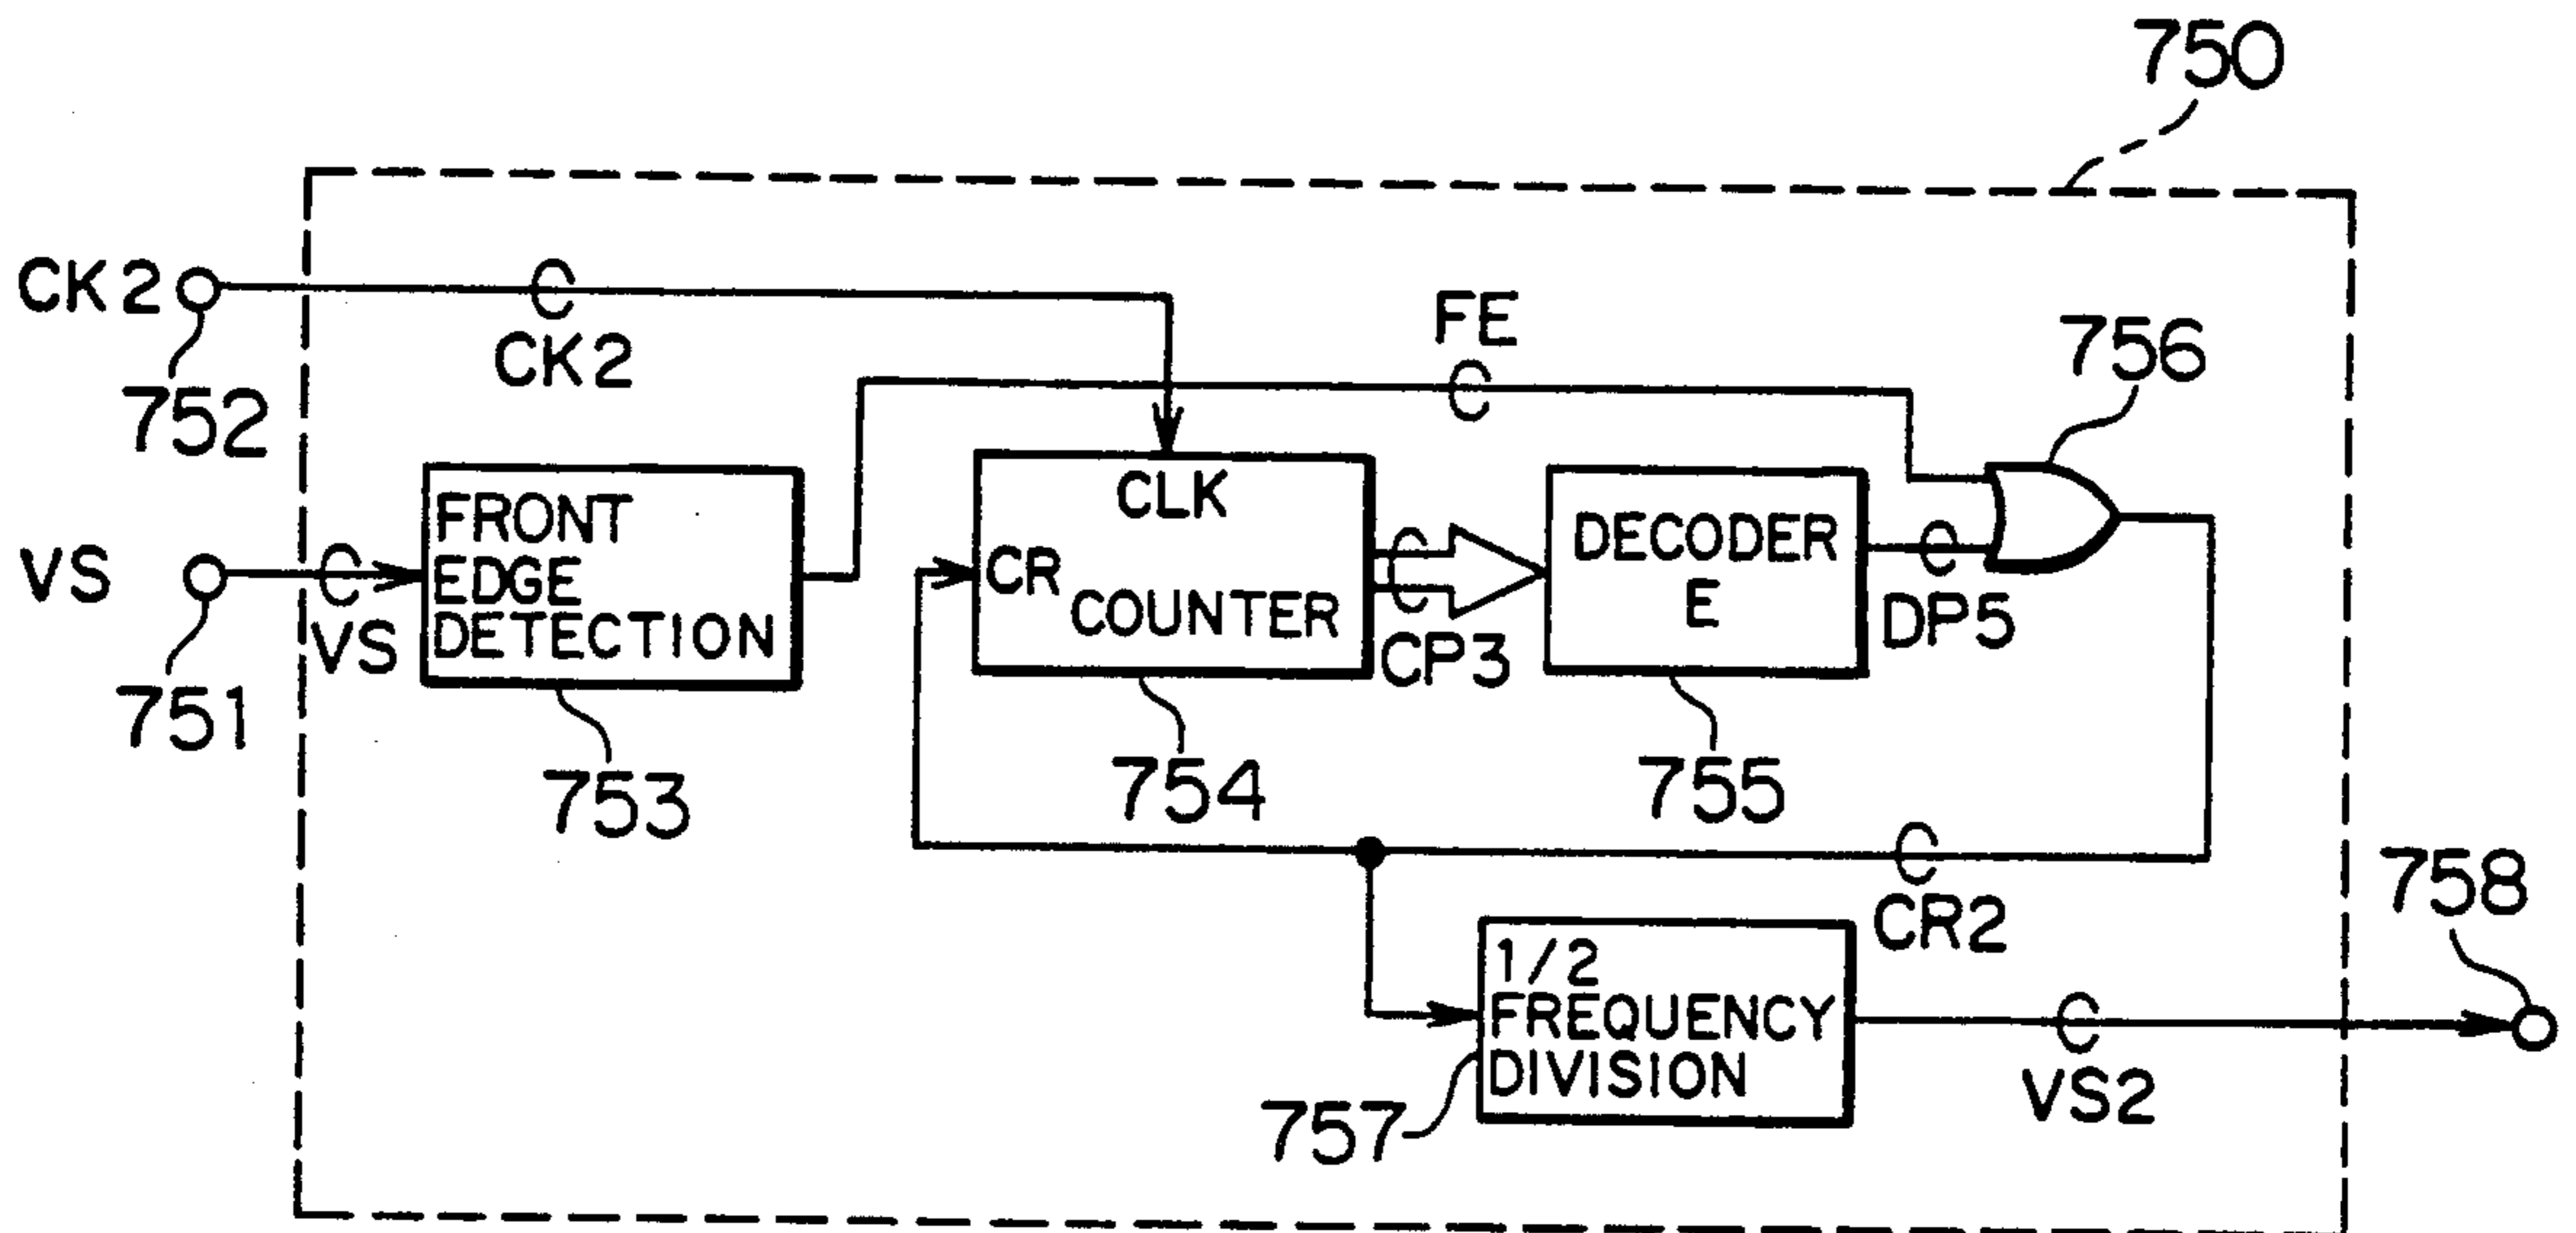 750
CK2
CK2
752
FE
756
VS
VS
751
FRONT
EDGE
DETECTION
753
CLK
CR
COUNTER
754
CP3
DECODER
E
755
DP5
CR2
1/2
FREQUENCY
DIVISION
757
VS2
758